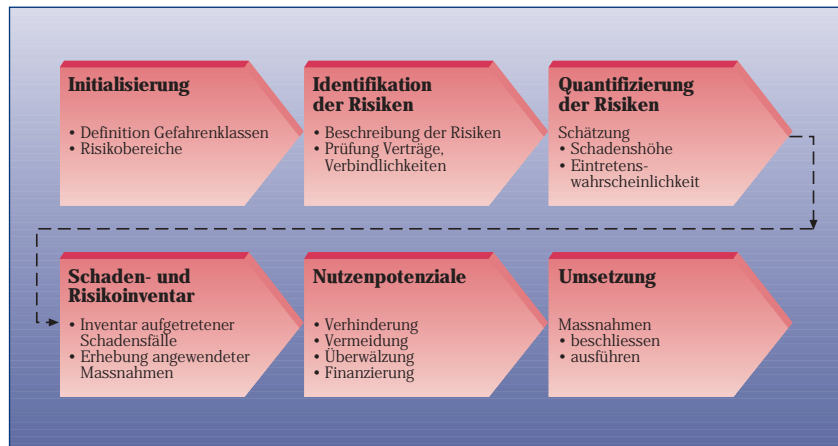 Initialisierung
• Definition Gefahrenklassen
• Risikobereiche
Identifikation
der Risiken
• Beschreibung der Risiken
• Prüfung Verträge,
Verbindlichkeiten
Quantifizierung
der Risiken
Schätzung
• Schadenshöhe
• Eintretens-
wahrscheinlichkeit
Schaden- und
Risikoinventar
• Inventar aufgetretener
Schadensfälle
• Erhebung angewendeter
Massnahmen
Nutzenpotenziale
• Verhinderung
• Vermeidung
• Überwälzung
• Finanzierung
Umsetzung
Massnahmen
• beschliessen
• ausführen